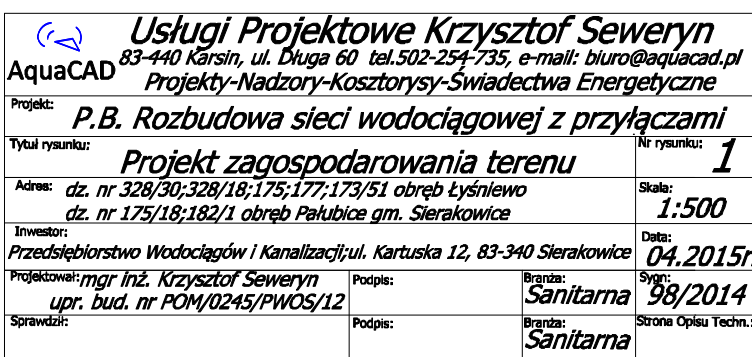 Usługi Projektowe Krzysztof Seweryn
AquaCAD
83-440 Karsin, ul. Długa 60 tel.502-254-735, e-mail: biuro@aquacad.pl
Projekty-Nadzory-Kosztorysy-Świadectwa Energetyczne
Projekt:
P.B. Rozbudowa sieci wodociągowej z przyłączami
Tytuł rysunku:
Projekt zagospodarowania terenu
Nr rysunku:
1
Adres: dz. nr 328/30;328/18;175;177;173/51 obręb Łyśniewo
dz. nr 175/18;182/1 obręb Pałubice gm. Sierakowice
Skala:
1:500
Inwestor:
Przedsiębiorstwo Wodociągów i Kanalizacji;ul. Kartuska 12, 83-340 Sierakowice
Data:
04.2015r.
Projektował: mgr inż. Krzysztof Seweryn
upr. bud. nr POM/0245/PWOS/12
Podpis:
Branża:
Sanitarna
Sygn:
98/2014
Sprawdził:
Podpis:
Branża:
Sanitarna
Strona Opisu Techn.: